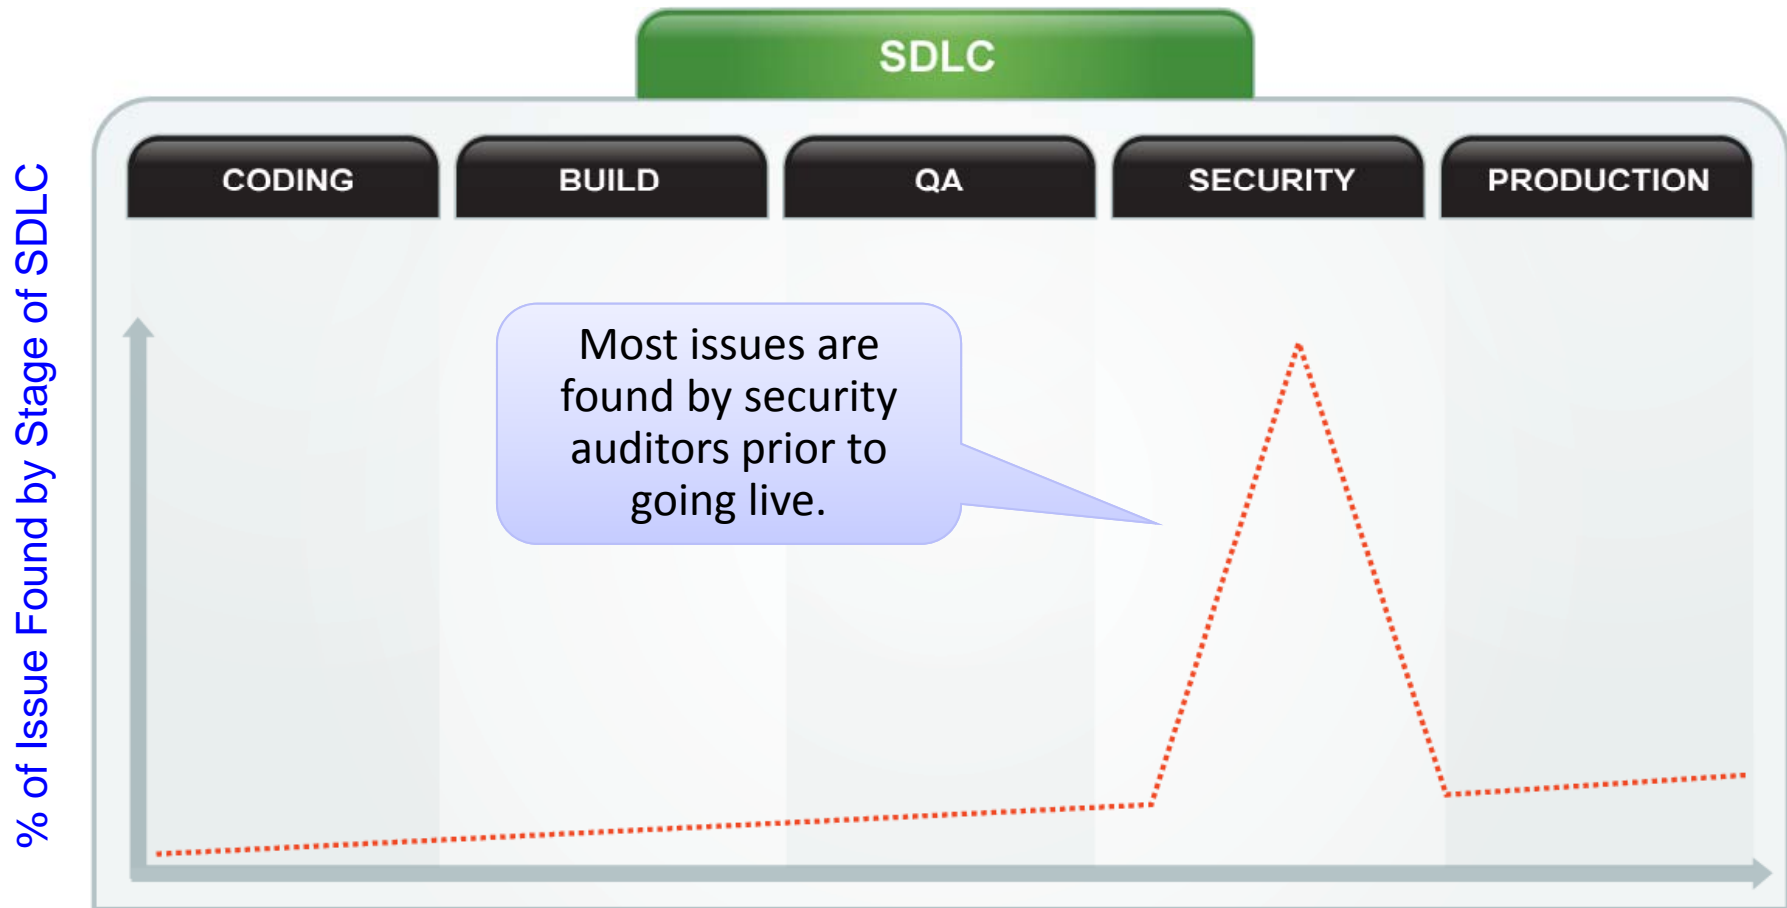 SDLC
CODING
BUILD
QA
SECURITY
PRODUCTION
% of Issue Found by Stage of SDLC
Most issues are
found by security
auditors prior to
going live.